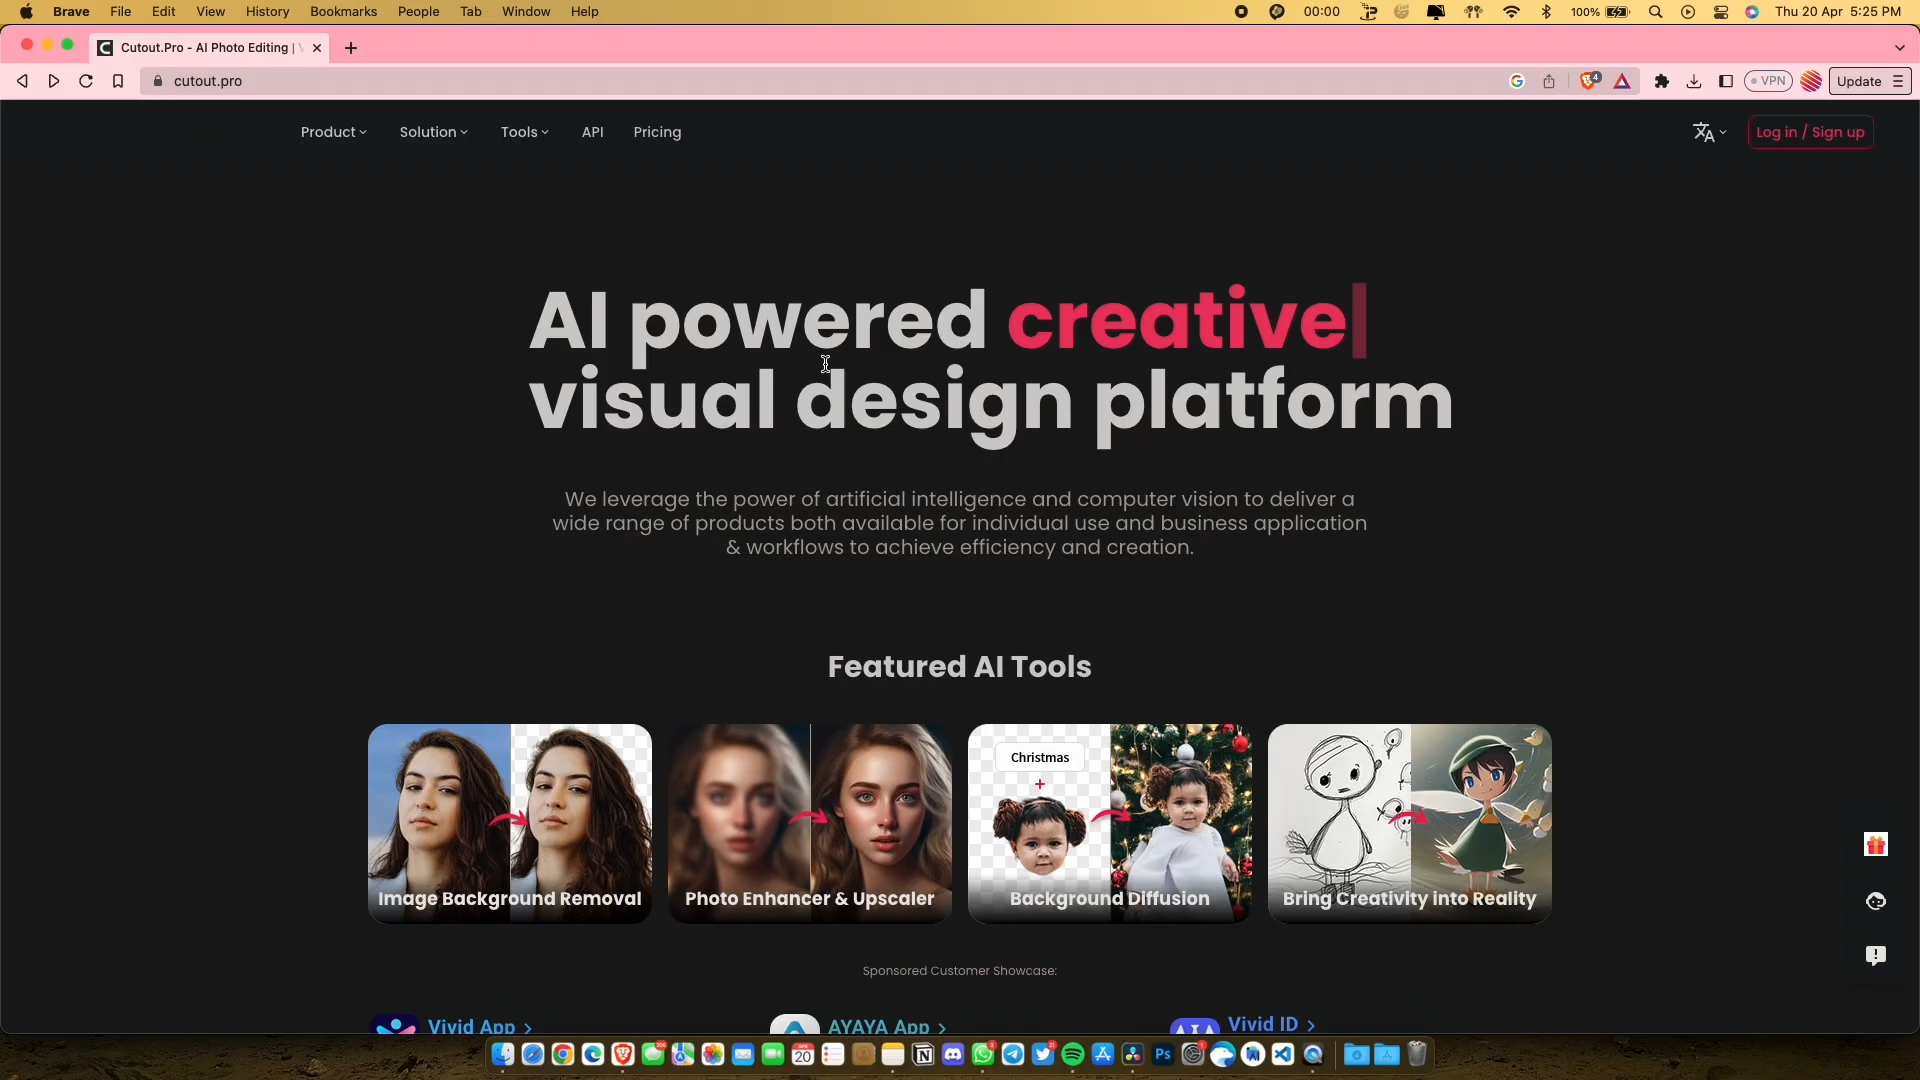 Brave File Edit View History Bookmarks People Tab Window Help 00:00 100% Thu 20 Apr 5:25 PM
Cutout.Pro - AI Photo Editing |
cutout.pro 4 VPN Update
Product Solution Tools API Pricing Log in / Sign up
AI powered creative
visual design platform
We leverage the power of artificial intelligence and computer vision to deliver a
wide range of products both available for individual use and business application
& workflows to achieve efficiency and creation.
Featured AI Tools
Christmas
+
Image Background Removal
Photo Enhancer & Upscaler
Background Diffusion
Bring Creativity into Reality
Sponsored Customer Showcase:
Vivid App >
AYAYA App >
Vivid ID >
APR
20
Ps